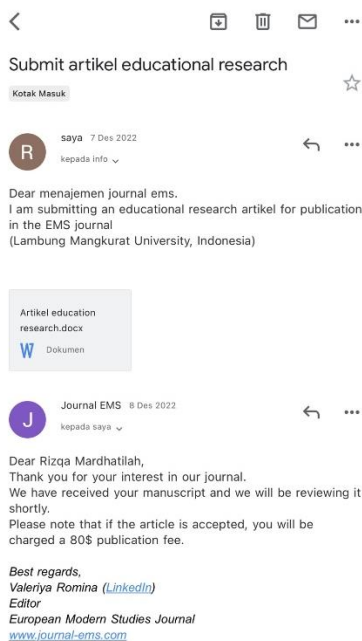 Submit artikel educational research
Kotak Masuk
R
saya 7 Des 2022
kepada info
Dear menajemen journal ems.
I am submitting an educational research artikel for publication
in the EMS journal
(Lambung Mangkurat University, Indonesia)
Artikel education
research.docx
W Dokumen
J
Journal EMS 8 Des 2022
kepada saya
Dear Rizqa Mardhatilah,
Thank you for your interest in our journal.
We have received your manuscript and we will be reviewing it
shortly.
Please note that if the article is accepted, you will be
charged a 80$ publication fee.
Best regards,
Valeriya Romina (LinkedIn)
Editor
European Modern Studies Journal
www.journal-ems.com